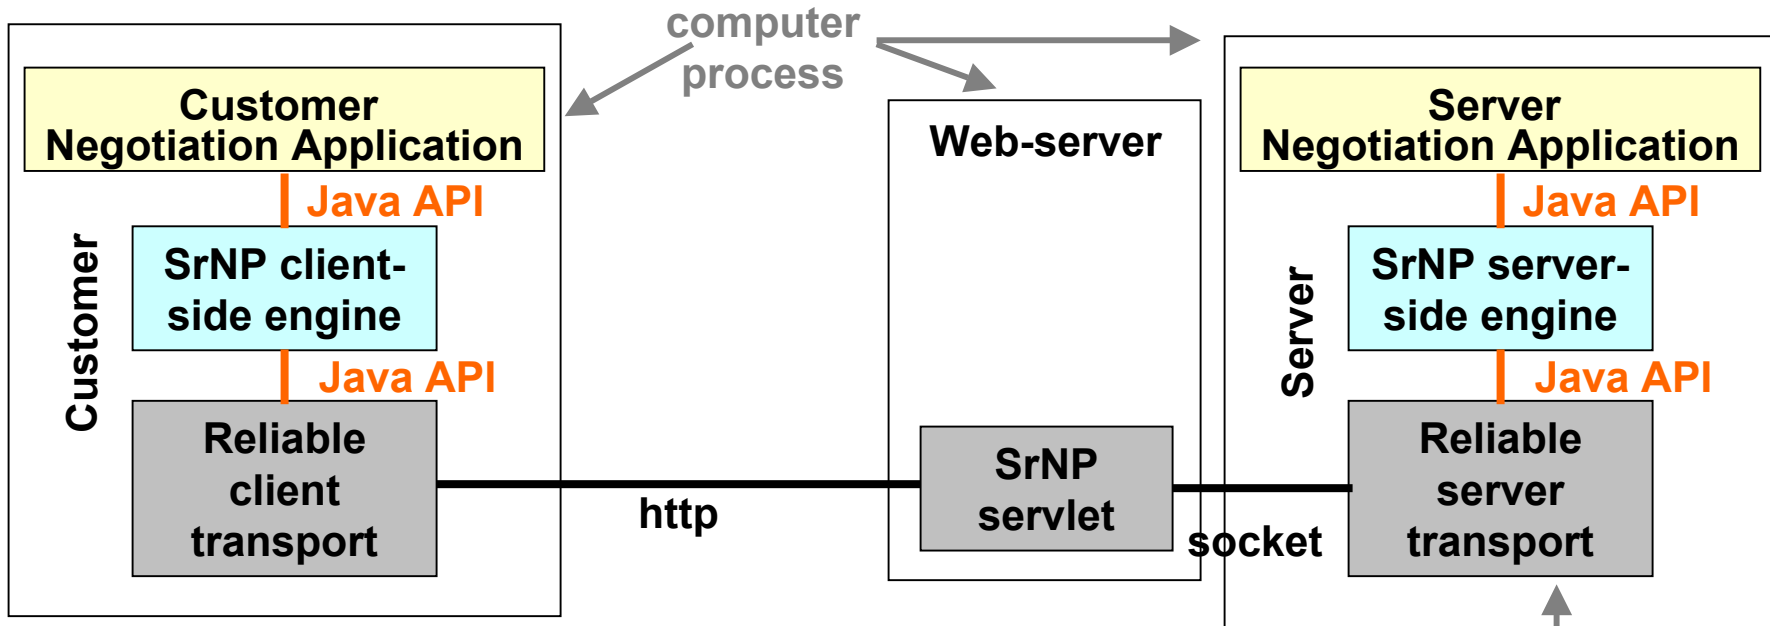 computer
process
Customer
Negotiation Application
Java API
SrNP client-
side engine
Java API
Reliable
client
transport
Customer
http
Web-server
SrNP
servlet
socket
Server
Negotiation Application
Java API
SrNP server-
side engine
Java API
Reliable
server
transport
Server